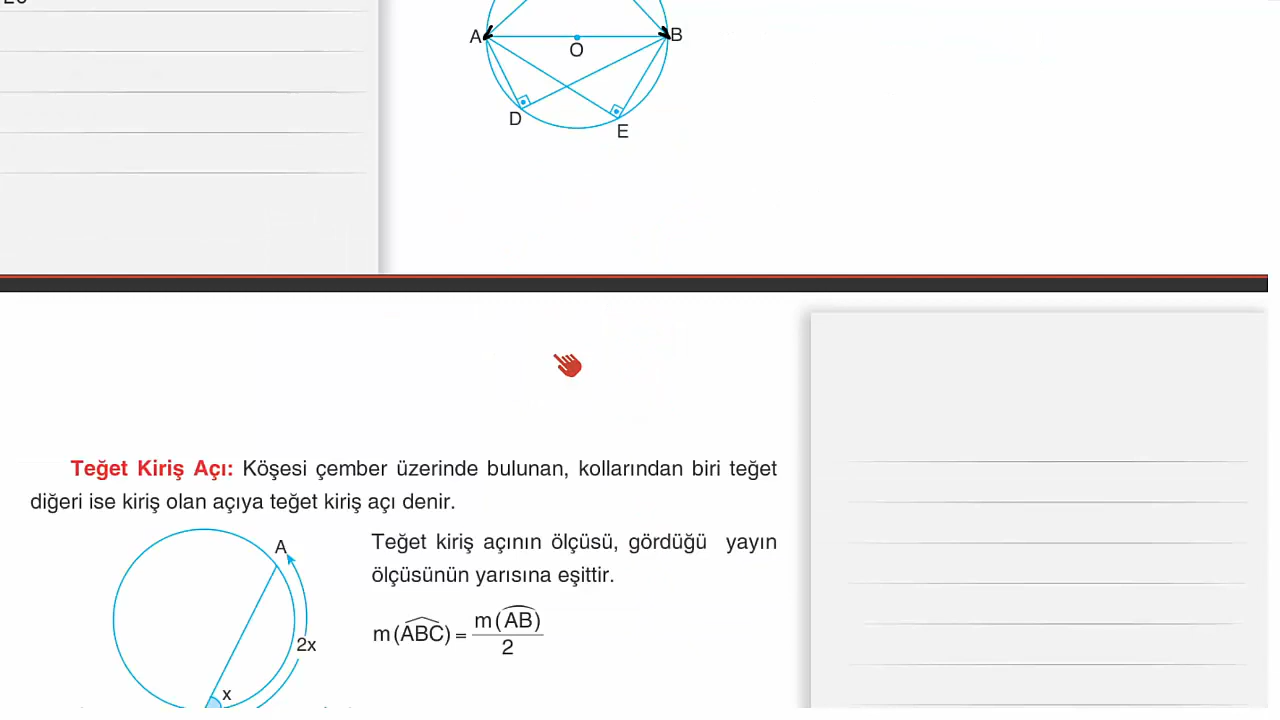 A
B
O
D
E
Teğet Kiriş Açı: Köşesi çember üzerinde bulunan, kollarından biri teğet
diğeri ise kiriş olan açıya teğet kiriş açı denir.
A
Teğet kiriş açının ölçüsü, gördüğü yayın
ölçüsünün yarısına eşittir.
m(ABC) = m(AB)
2
2x
x